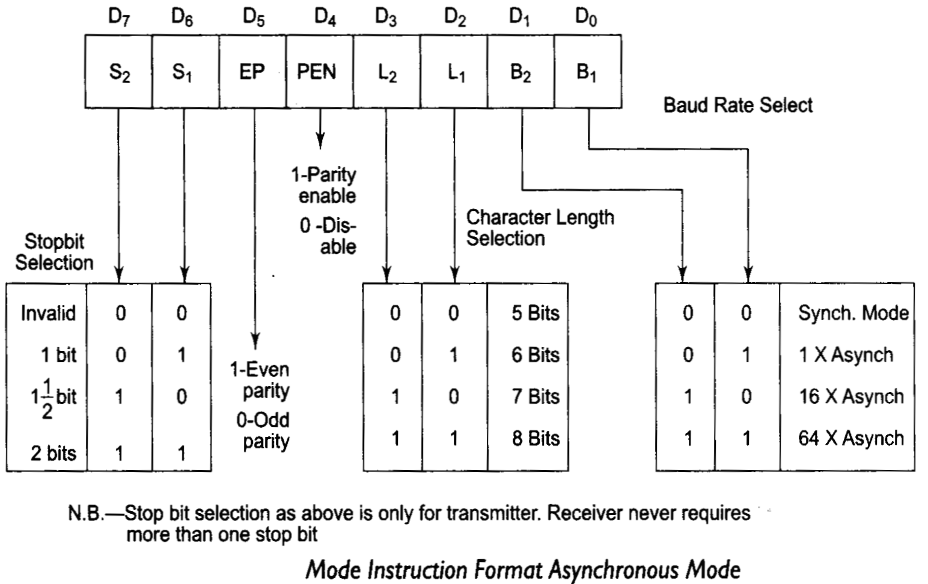 D7 D6 D5 D4 D3 D2 D1 D0
S2 S1 EP PEN L2 L1 B2 B1
Baud Rate Select
1-Parity
enable
0 -Dis-
able
Character Length
Selection
Stopbit
Selection
Invalid 0 0
1 bit 0 1
1 1/2 bit 1 0
2 bits 1 1
1-Even
parity
0-Odd
parity
0 0 5 Bits
0 1 6 Bits
1 0 7 Bits
1 1 8 Bits
0 0 Synch. Mode
0 1 1 X Asynch
1 0 16 X Asynch
1 1 64 X Asynch
N.B.—Stop bit selection as above is only for transmitter. Receiver never requires
more than one stop bit
Mode Instruction Format Asynchronous Mode